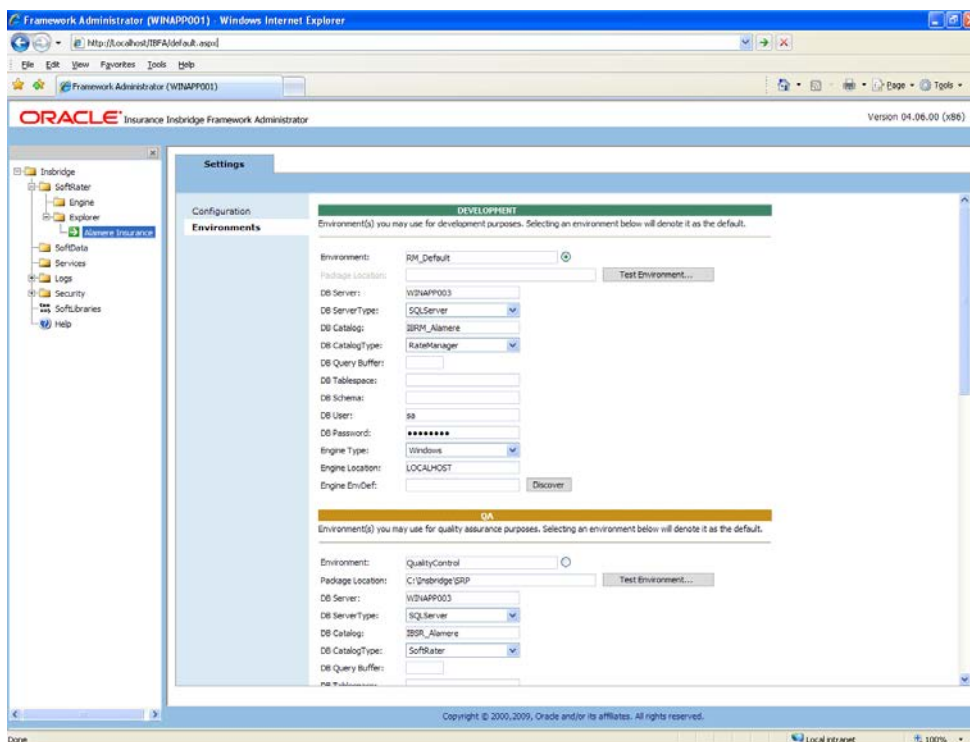 Framework Administrator (WINAPP001) - Windows Internet Explorer
http://localhost/IBFA/default.aspx
File Edit View Favorites Tools Help
Framework Administrator (WINAPP001)
Page Tools
ORACLE Insurance Insbridge Framework Administrator
Version 04.06.00 (x86)
Insbridge
SoftRater
Engine
Explorer
Alamere Insurance
SoftData
Services
Logs
Security
SoftLibraries
Help
Settings
Configuration
Environments
DEVELOPMENT
Environment(s) you may use for development purposes. Selecting an environment below will denote it as the default.
Environment: RM_Default
Package Location: Test Environment...
DB Server: WINAPP003
DB ServerType: SQLServer
DB Catalog: IBRM_Alamere
DB CatalogType: RateManager
DB Query Buffer:
DB Tablespace:
DB Schema:
DB User: sa
DB Password: ••••••••
Engine Type: Windows
Engine Location: LOCALHOST
Engine EnvDef: Discover
QA
Environment(s) you may use for quality assurance purposes. Selecting an environment below will denote it as the default.
Environment: QualityControl
Package Location: C:\Insbridge\SRP Test Environment...
DB Server: WINAPP003
DB ServerType: SQLServer
DB Catalog: IBSR_Alamere
DB CatalogType: SoftRater
DB Query Buffer:
DB Tablespace:
Copyright © 2000,2009, Oracle and/or its affiliates. All rights reserved.
Done
Local intranet
100%